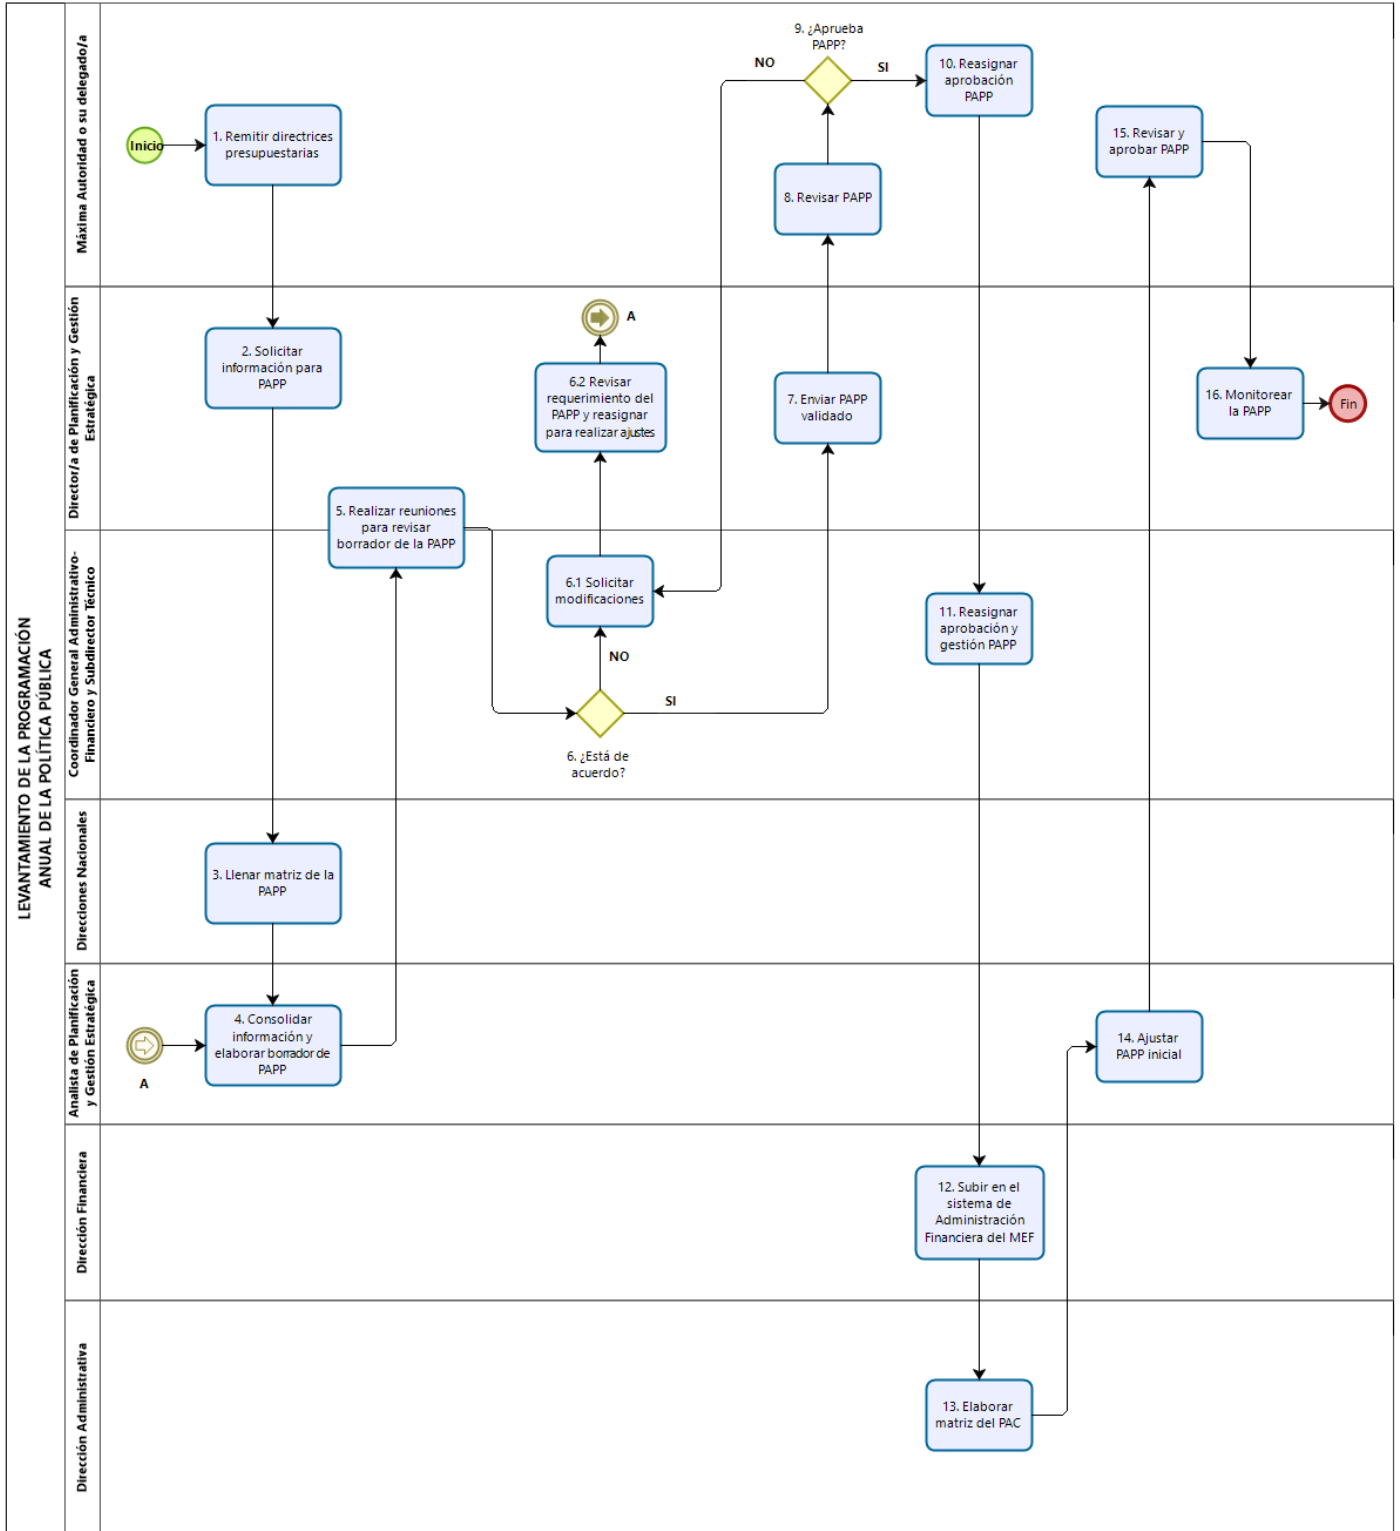 LEVANTAMIENTO DE LA PROGRAMACIÓN
ANUAL DE LA POLÍTICA PÚBLICA
Máxima Autoridad o su delegado/a
Inicio
1. Remitir directrices
presupuestarias
9. ¿Aprueba
PAPP?
NO
SI
8. Revisar PAPP
10. Reasignar
aprobación
PAPP
15. Revisar y
aprobar PAPP
Director/a de Planificación y Gestión
Estratégica
2. Solicitar
información para
PAPP
A
6.2 Revisar
requerimiento del
PAPP y reasignar
para realizar ajustes
7. Enviar PAPP
validado
16. Monitorear
la PAPP
Fin
5. Realizar reuniones
para revisar
borrador de la PAPP
Coordinador General Administrativo-
Financiero y Subdirector Técnico
6.1 Solicitar
modificaciones
NO
SI
6. ¿Está de
acuerdo?
11. Reasignar
aprobación y
gestión PAPP
Direcciones Nacionales
3. Llenar matriz de la
PAPP
Analista de Planificación
y Gestión Estratégica
A
4. Consolidar
información y
elaborar borrador de
PAPP
14. Ajustar
PAPP inicial
Dirección Financiera
12. Subir en el
sistema de
Administración
Financiera del MEF
Dirección Administrativa
13. Elaborar
matriz del PAC